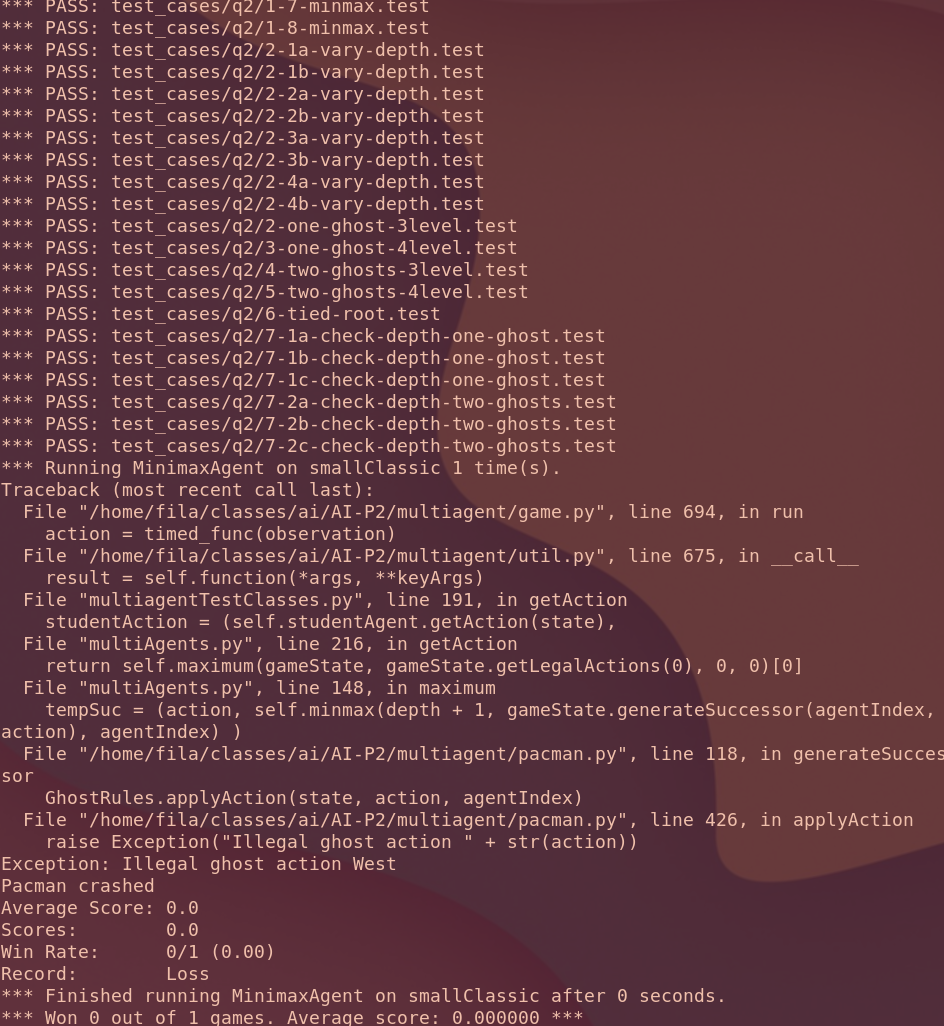 *** PASS: test_cases/q2/1-7-minmax.test
*** PASS: test_cases/q2/1-8-minmax.test
*** PASS: test_cases/q2/2-1a-vary-depth.test
*** PASS: test_cases/q2/2-1b-vary-depth.test
*** PASS: test_cases/q2/2-2a-vary-depth.test
*** PASS: test_cases/q2/2-2b-vary-depth.test
*** PASS: test_cases/q2/2-3a-vary-depth.test
*** PASS: test_cases/q2/2-3b-vary-depth.test
*** PASS: test_cases/q2/2-4a-vary-depth.test
*** PASS: test_cases/q2/2-4b-vary-depth.test
*** PASS: test_cases/q2/2-one-ghost-3level.test
*** PASS: test_cases/q2/3-one-ghost-4level.test
*** PASS: test_cases/q2/4-two-ghosts-3level.test
*** PASS: test_cases/q2/5-two-ghosts-4level.test
*** PASS: test_cases/q2/6-tied-root.test
*** PASS: test_cases/q2/7-1a-check-depth-one-ghost.test
*** PASS: test_cases/q2/7-1b-check-depth-one-ghost.test
*** PASS: test_cases/q2/7-1c-check-depth-one-ghost.test
*** PASS: test_cases/q2/7-2a-check-depth-two-ghosts.test
*** PASS: test_cases/q2/7-2b-check-depth-two-ghosts.test
*** PASS: test_cases/q2/7-2c-check-depth-two-ghosts.test
*** Running MinimaxAgent on smallClassic 1 time(s).
Traceback (most recent call last):
  File "/home/fila/classes/ai/AI-P2/multiagent/game.py", line 694, in run
    action = timed_func(observation)
  File "/home/fila/classes/ai/AI-P2/multiagent/util.py", line 675, in __call__
    result = self.function(*args, **keyArgs)
  File "multiagentTestClasses.py", line 191, in getAction
    studentAction = (self.studentAgent.getAction(state),
  File "multiAgents.py", line 216, in getAction
    return self.maximum(gameState, gameState.getLegalActions(0), 0, 0)[0]
  File "multiAgents.py", line 148, in maximum
    tempSuc = (action, self.minmax(depth + 1, gameState.generateSuccessor(agentIndex,
action), agentIndex) )
  File "/home/fila/classes/ai/AI-P2/multiagent/pacman.py", line 118, in generateSucces
sor
    GhostRules.applyAction(state, action, agentIndex)
  File "/home/fila/classes/ai/AI-P2/multiagent/pacman.py", line 426, in applyAction
    raise Exception("Illegal ghost action " + str(action))
Exception: Illegal ghost action West
Pacman crashed
Average Score: 0.0
Scores:        0.0
Win Rate:      0/1 (0.00)
Record:        Loss
*** Finished running MinimaxAgent on smallClassic after 0 seconds.
*** Won 0 out of 1 games. Average score: 0.000000 ***